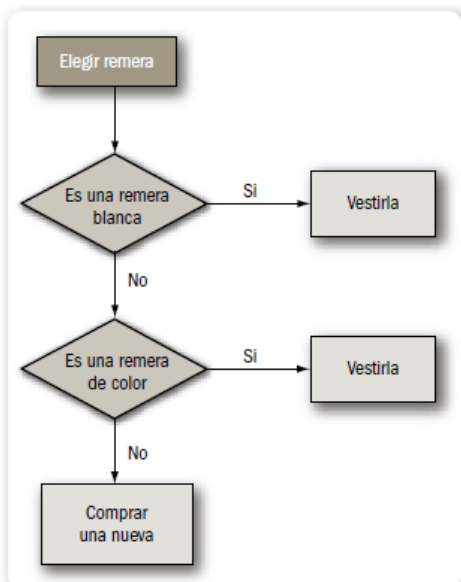 Elegir remera
Es una remera
blanca
Si
Vestirla
No
Es una remera
de color
Si
Vestirla
No
Comprar
una nueva